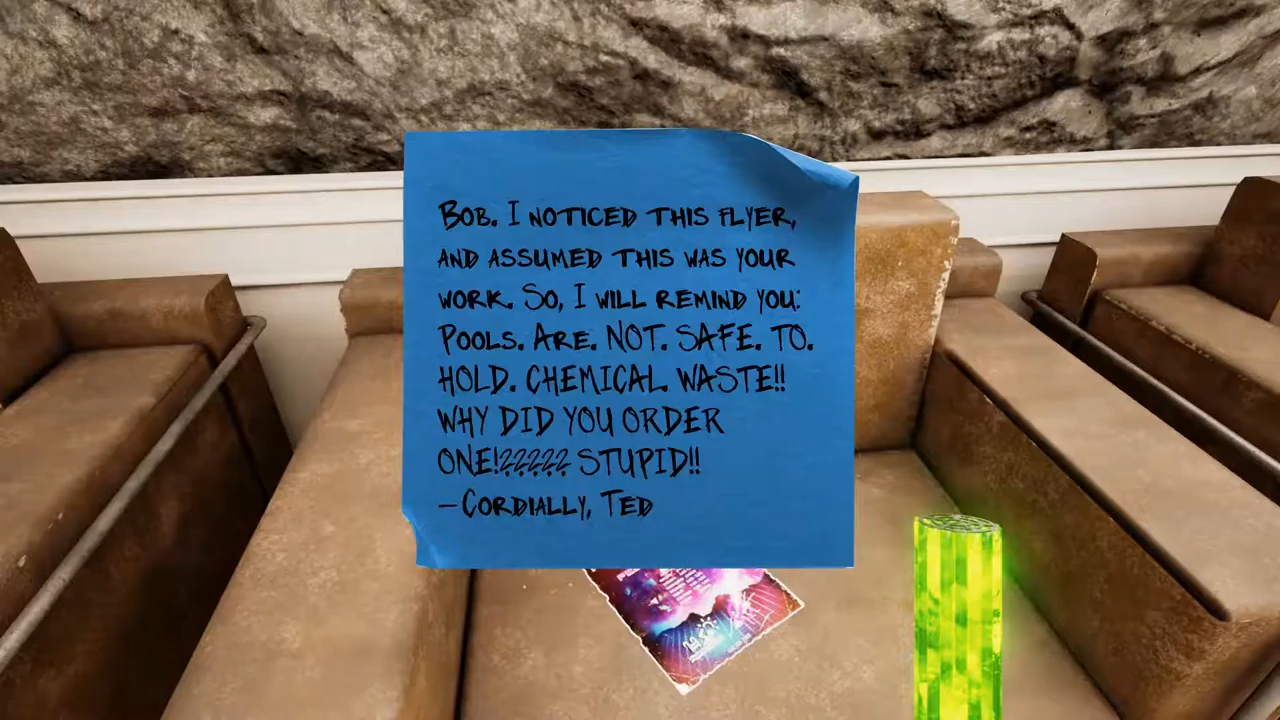 Bob. I noticed this flyer,
and assumed this was your
work. So, I will remind you:
Pools. Are. NOT. SAFE. TO.
HOLD. CHEMICAL. WASTE!!
WHY DID YOU ORDER
ONE!????? STUPID!!
–Cordially, Ted